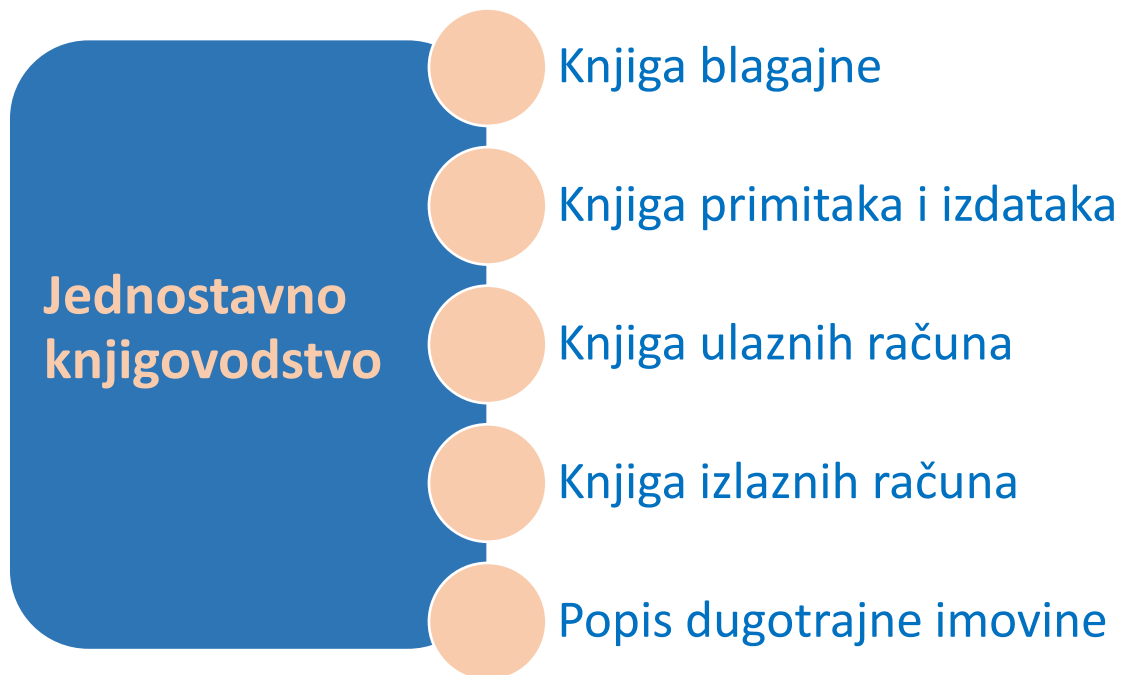 Jednostavno
knjigovodstvo
Knjiga blagajne
Knjiga primitaka i izdataka
Knjiga ulaznih računa
Knjiga izlaznih računa
Popis dugotrajne imovine